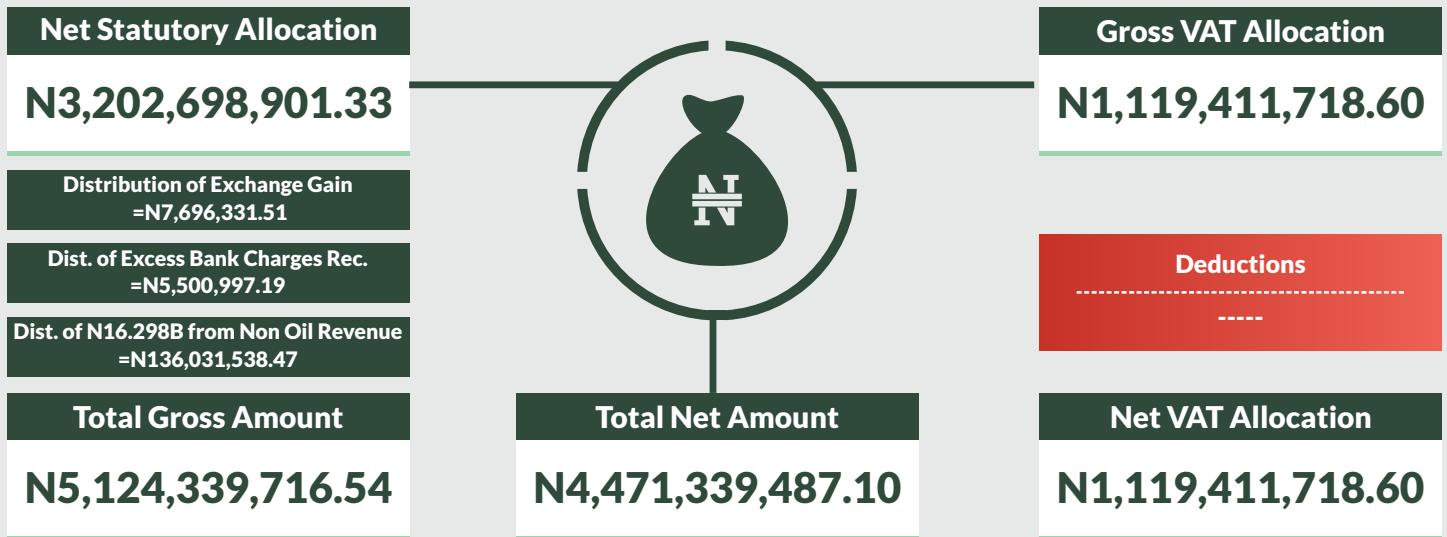 Net Statutory Allocation
N3,202,698,901.33
Distribution of Exchange Gain
=N7,696,331.51
Dist. of Excess Bank Charges Rec.
=N5,500,997.19
Dist. of N16.298B from Non Oil Revenue
=N136,031,538.47
Total Gross Amount
N5,124,339,716.54
₦
Total Net Amount
N4,471,339,487.10
Gross VAT Allocation
N1,119,411,718.60
Deductions
--------------------------------------------
-----
Net VAT Allocation
N1,119,411,718.60